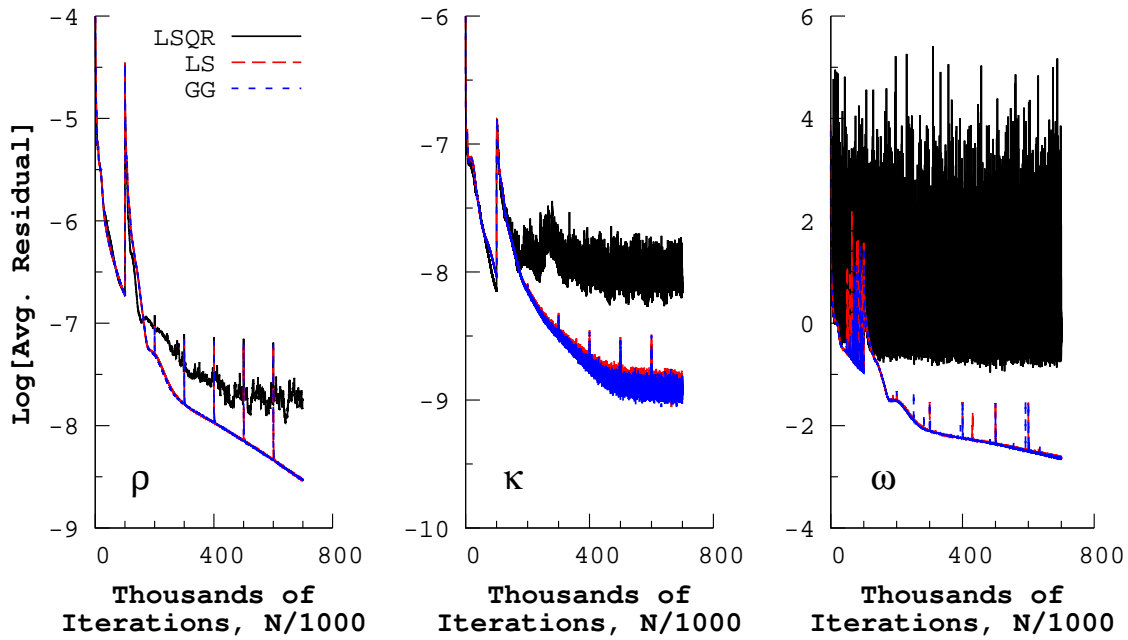 Log[Avg. Residual]
-4
-5
-6
-7
-8
-9
LSQR
LS
GG
ρ
0 400 800
Thousands of
Iterations, N/1000
-6
-7
-8
-9
-10
κ
0 400 800
Thousands of
Iterations, N/1000
6
4
2
0
-2
-4
ω
0 400 800
Thousands of
Iterations, N/1000